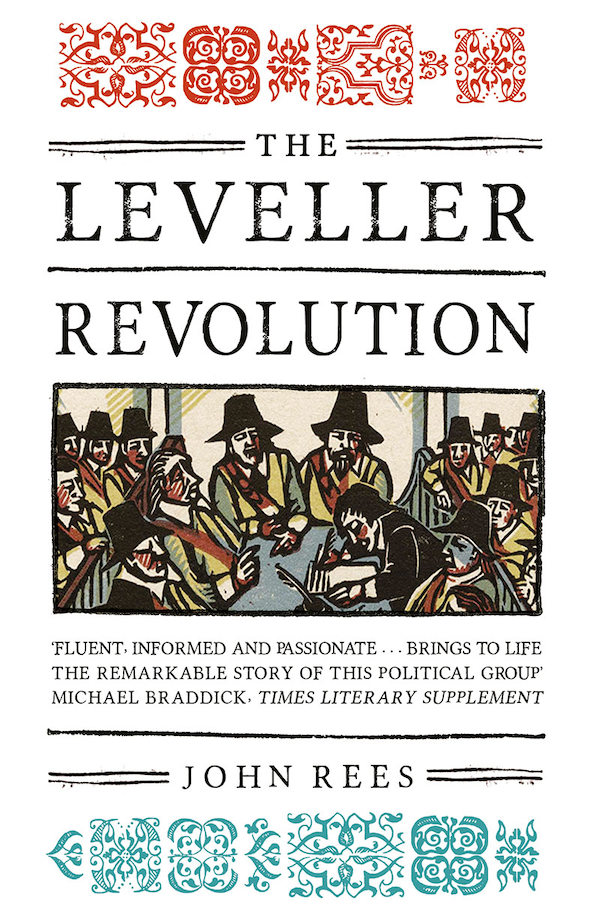 THE
LEVELLER
REVOLUTION
'FLUENT, INFORMED AND PASSIONATE . . . BRINGS TO LIFE
THE REMARKABLE STORY OF THIS POLITICAL GROUP'
MICHAEL BRADDICK, TIMES LITERARY SUPPLEMENT
JOHN REES